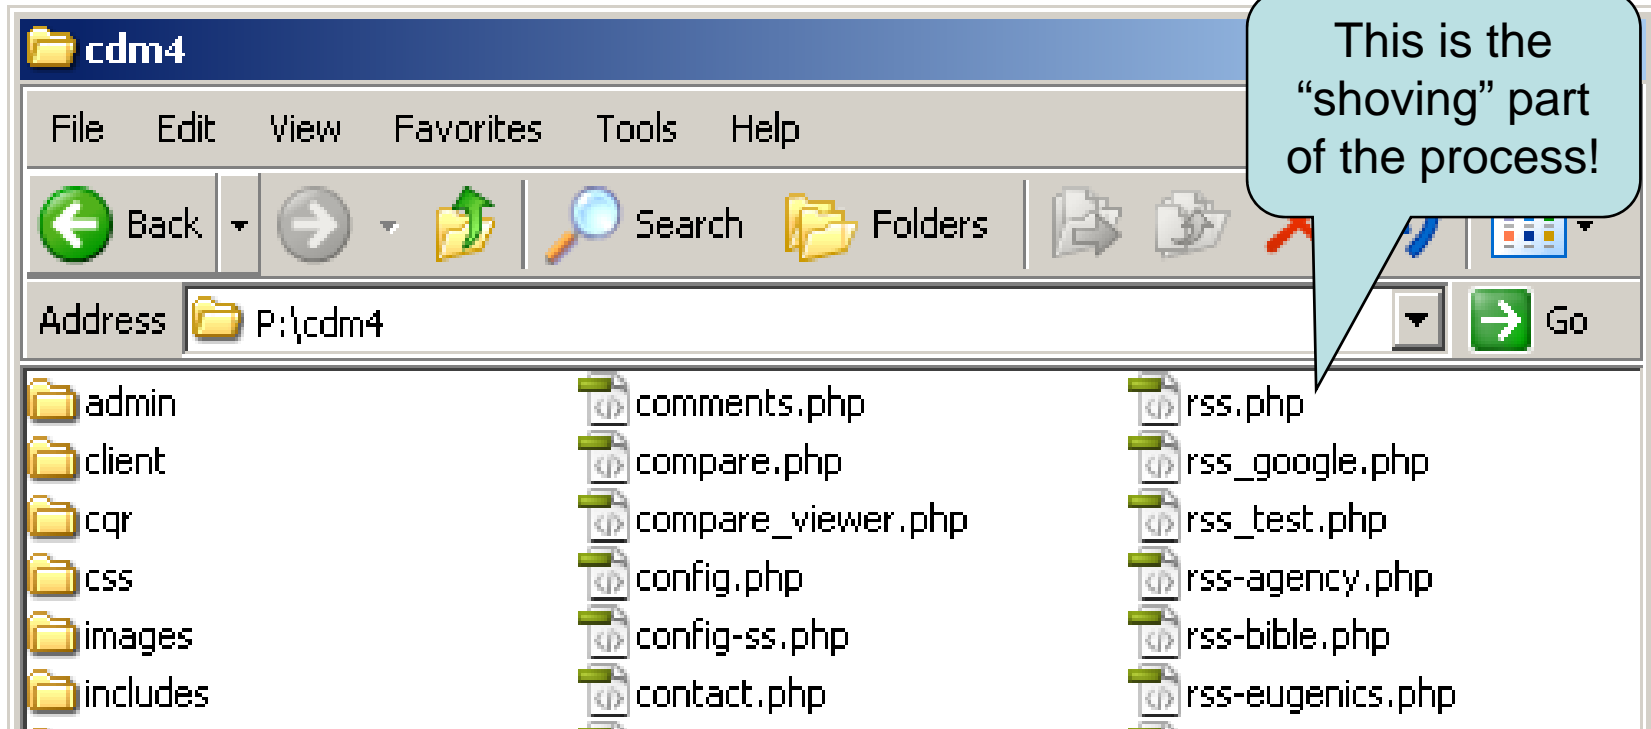 cdm4
This is the
“shoving” part
of the process!
File Edit View Favorites Tools Help
Back Search Folders
Address P:\cdm4 Go
admin comments.php rss.php
client compare.php rss_google.php
cqr compare_viewer.php rss_test.php
css config.php rss-agency.php
images config-ss.php rss-bible.php
includes contact.php rss-eugenics.php